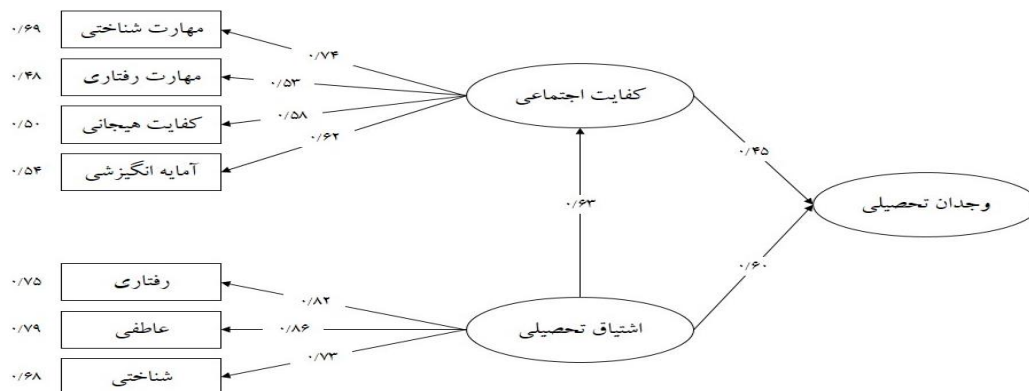 ۰/۶۹ مهارت شناختی ۰/۷۴
۰/۴۸ مهارت رفتاری ۰/۵۳
کفایت اجتماعی
۰/۵۰ کفایت هیجانی ۰/۵۸
۰/۶۲
۰/۵۴ آمایه انگیزشی
۰/۴۵
۰/۶۳
وجدان تحصیلی
۰/۶۰
۰/۷۵ رفتاری ۰/۸۲
۰/۷۹ عاطفی ۰/۸۶
اشتیاق تحصیلی
۰/۶۸ شناختی ۰/۷۳